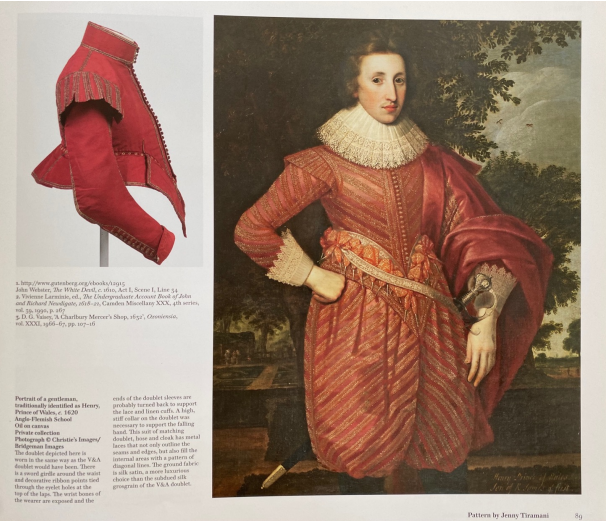 1. http://www.gutenberg.org/ebooks/12915
John Webster, The White Devil, c. 1610, Act I, Scene I, Line 54
2. Vivienne Larminie, ed., The Undergraduate Account Book of John
and Richard Newdigate, 1618–21, Camden Miscellany XXX, 4th series,
vol. 39, 1990, p. 167
3. D. G. Vaisey, 'A Charlbury Mercer's Shop, 1632', Oxoniensia,
vol. XXXI, 1966–67, pp. 107–16
Portrait of a gentleman,
traditionally identified as Henry,
Prince of Wales, c. 1620
Anglo-Flemish School
Oil on canvas
Private collection
Photograph © Christie's Images/
Bridgeman Images
The doublet depicted here is
worn in the same way as the V&A
doublet would have been. There
is a sword girdle around the waist
and decorative ribbon points tied
through the eyelet holes at the
top of the laps. The wrist bones of
the wearer are exposed and the
ends of the doublet sleeves are
probably turned back to support
the lace and linen cuffs. A high,
stiff collar on the doublet was
necessary to support the falling
band. This suit of matching
doublet, hose and cloak has metal
laces that not only outline the
seams and edges, but also fill the
internal areas with a pattern of
diagonal lines. The ground fabric
is silk satin, a more luxurious
choice than the subdued silk
grosgrain of the V&A doublet.
Pattern by Jenny Tiramani 89